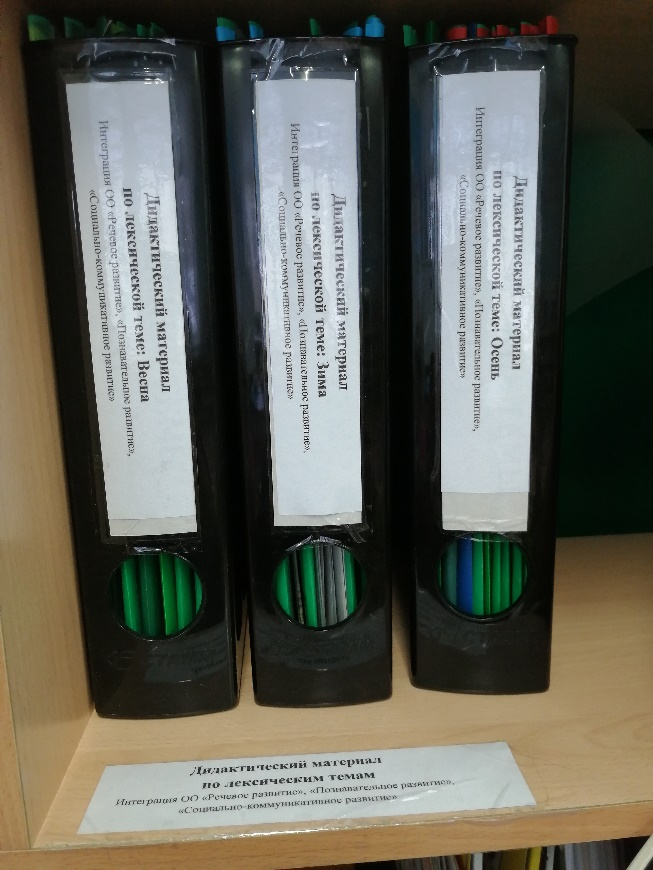 Дидактический материал
по лексической теме: Весна
Интеграция ОО «Речевое развитие», «Познавательное развитие»,
«Социально-коммуникативное развитие»
Дидактический материал
по лексической теме: Зима
Интеграция ОО «Речевое развитие», «Познавательное развитие»,
«Социально-коммуникативное развитие»
Дидактический материал
по лексической теме: Осень
Интеграция ОО «Речевое развитие», «Познавательное развитие»,
«Социально-коммуникативное развитие»
Дидактический материал
по лексическим темам
Интеграция ОО «Речевое развитие», «Познавательное развитие»,
«Социально-коммуникативное развитие»